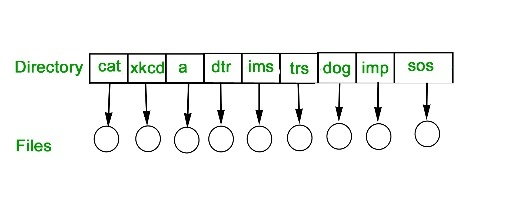 Directory cat xkcd a dtr ims trs dog imp sos
Files